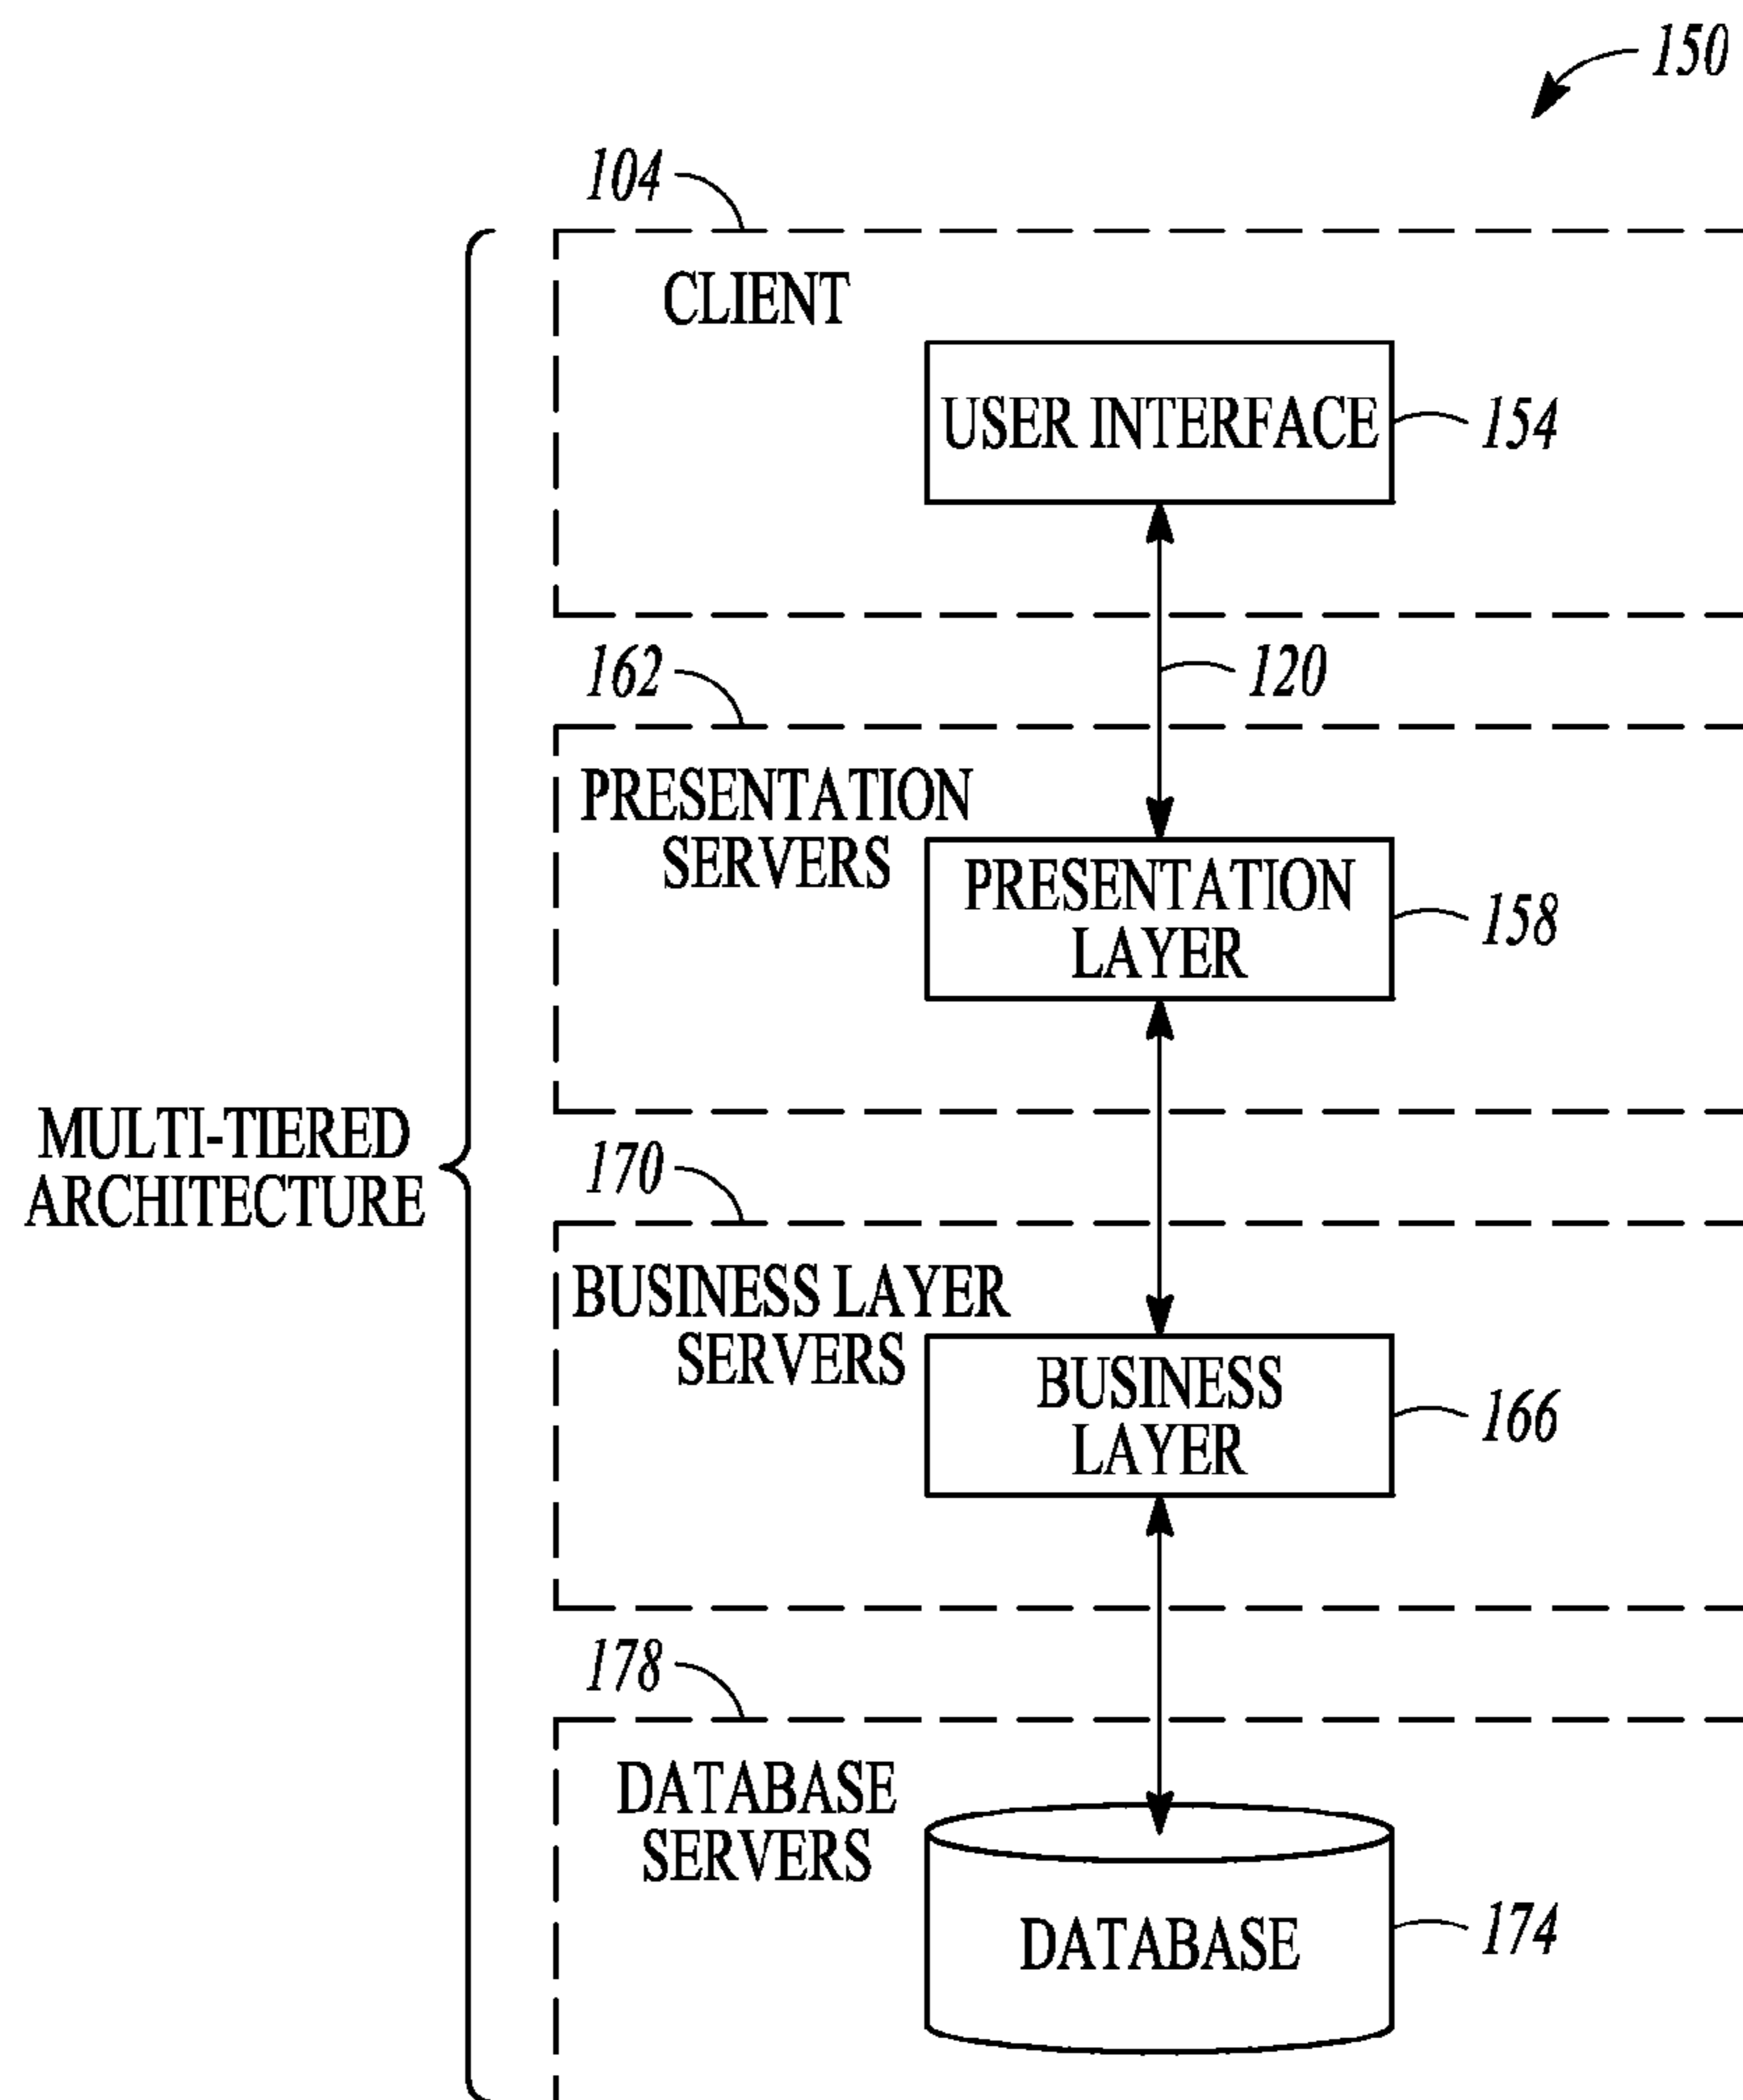 150
104
CLIENT
USER INTERFACE
154
162
120
PRESENTATION
SERVERS
PRESENTATION
LAYER
158
MULTI-TIERED
ARCHITECTURE
170
BUSINESS LAYER
SERVERS
BUSINESS
LAYER
166
178
DATABASE
SERVERS
DATABASE
174